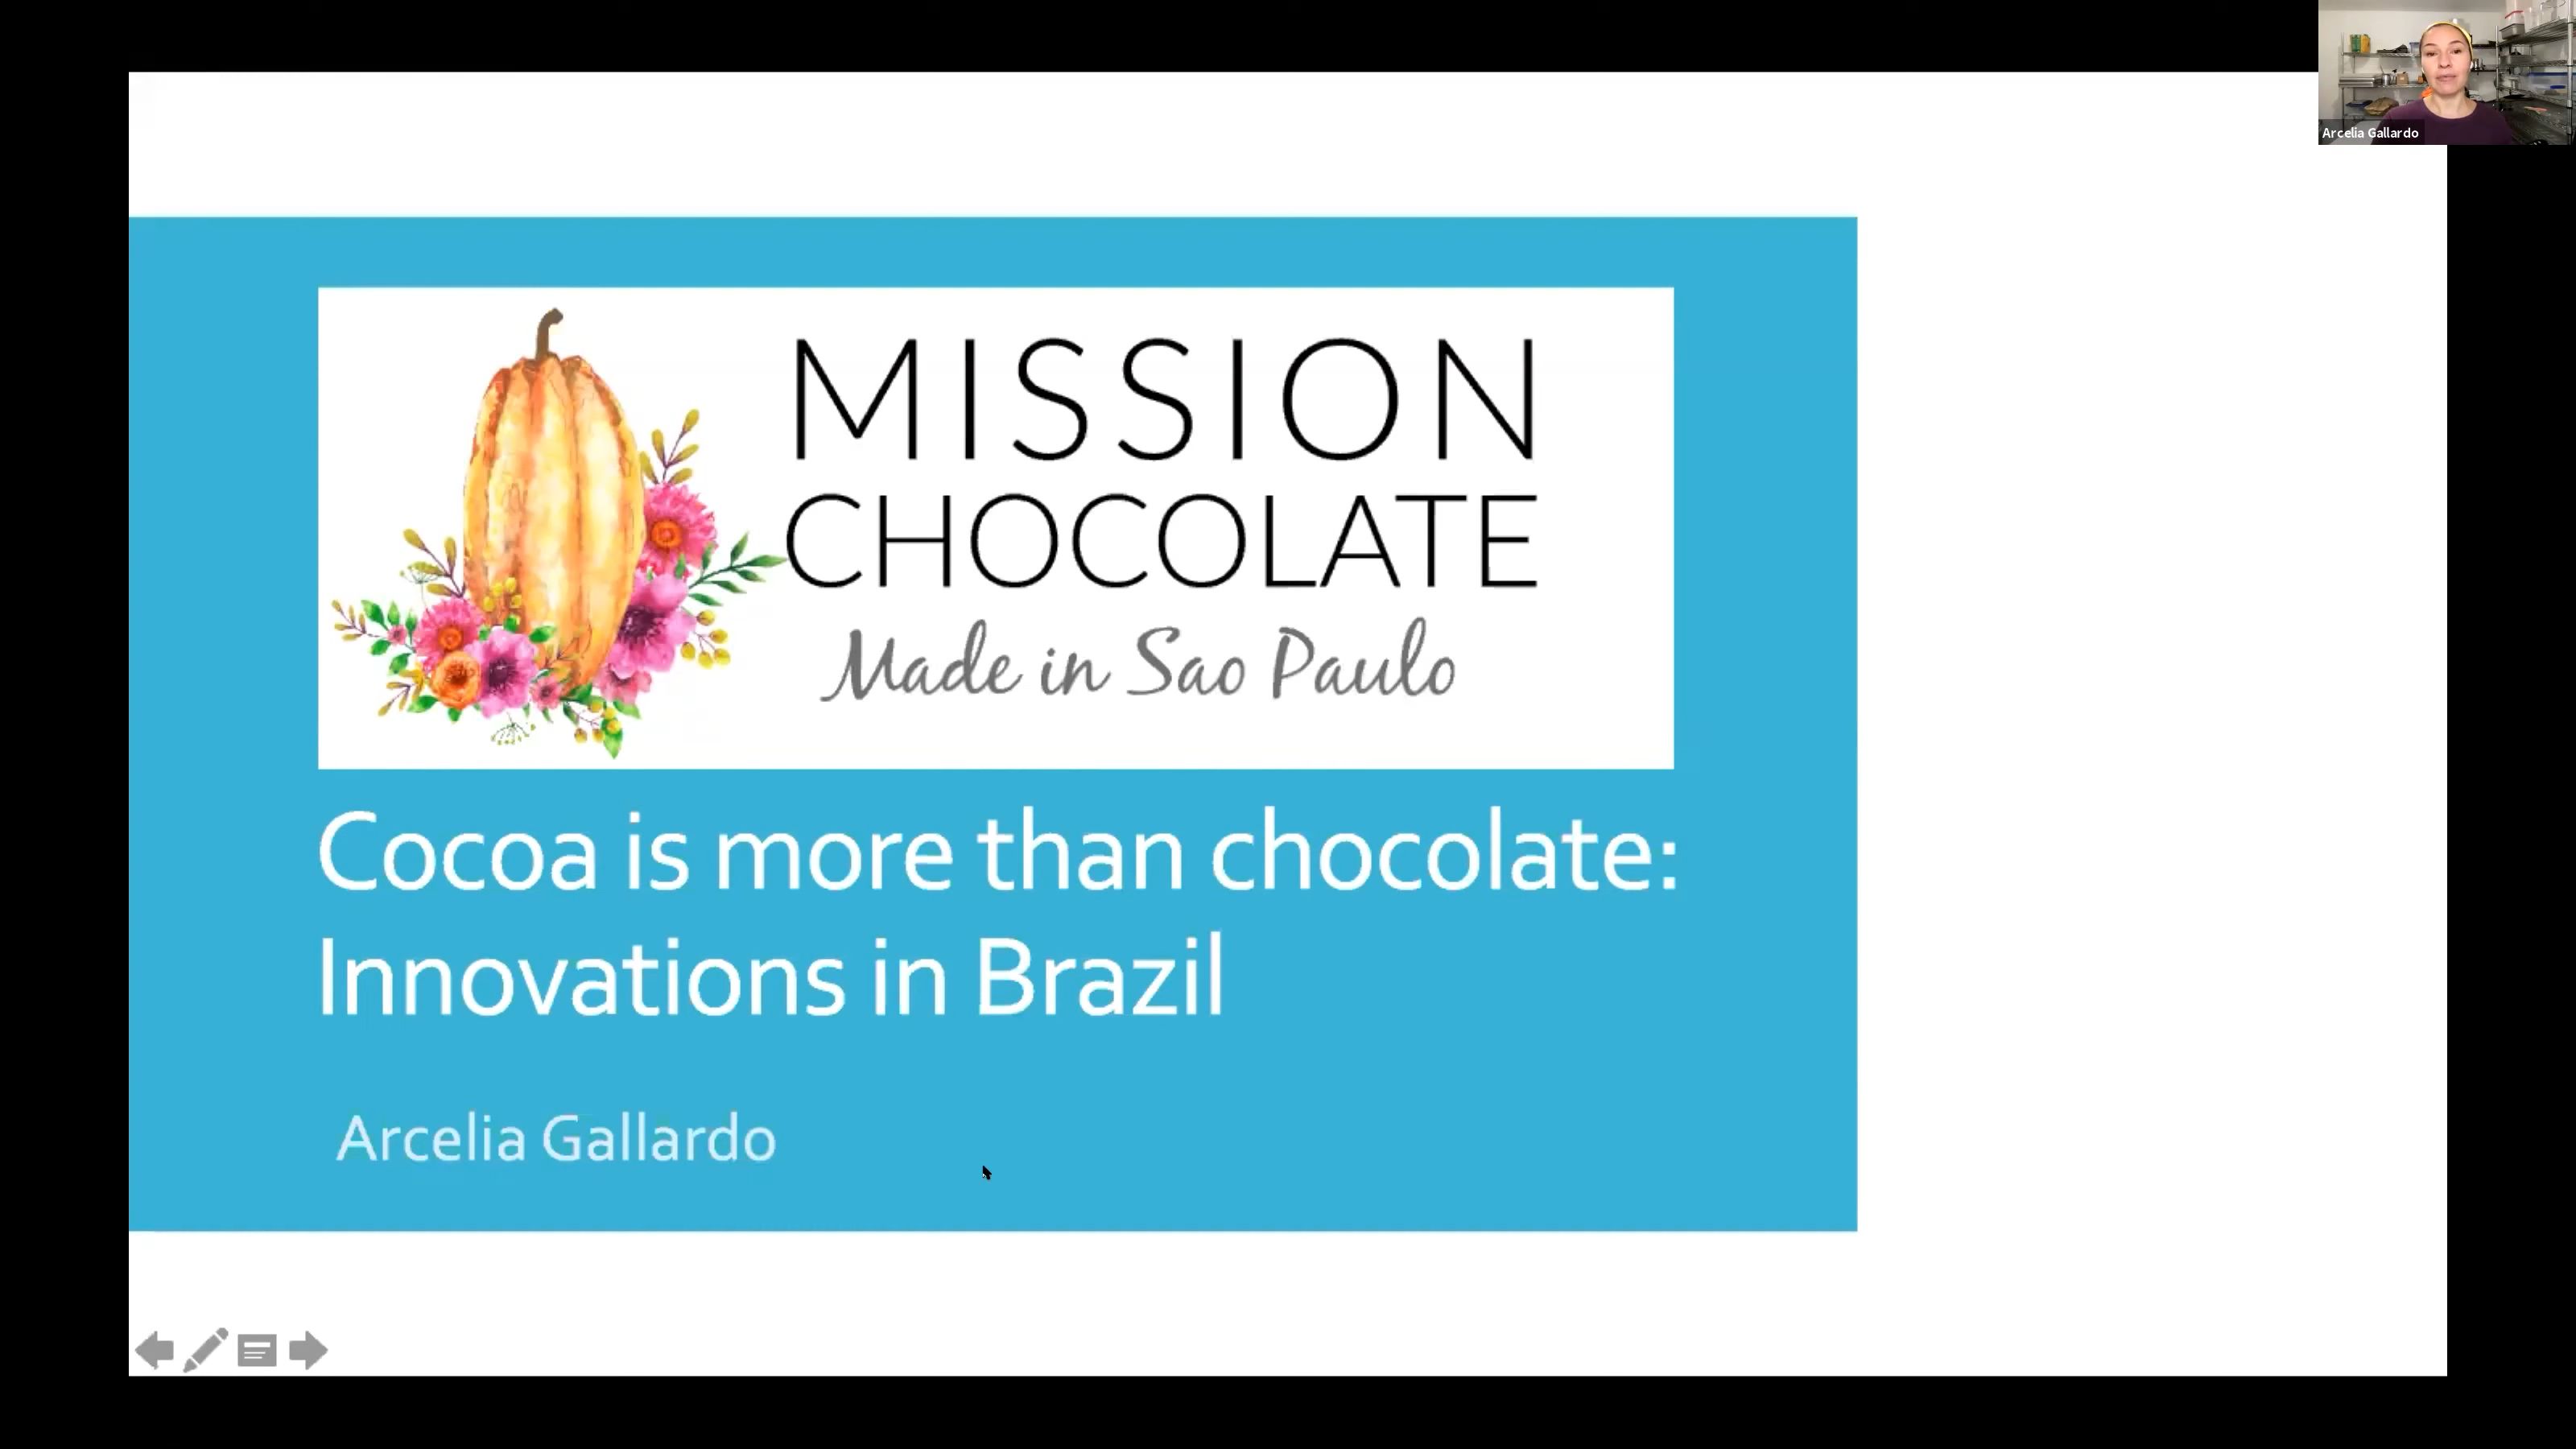 Arcelia Gallardo
MISSION
CHOCOLATE
Made in Sao Paulo
Cocoa is more than chocolate:
Innovations in Brazil
Arcelia Gallardo